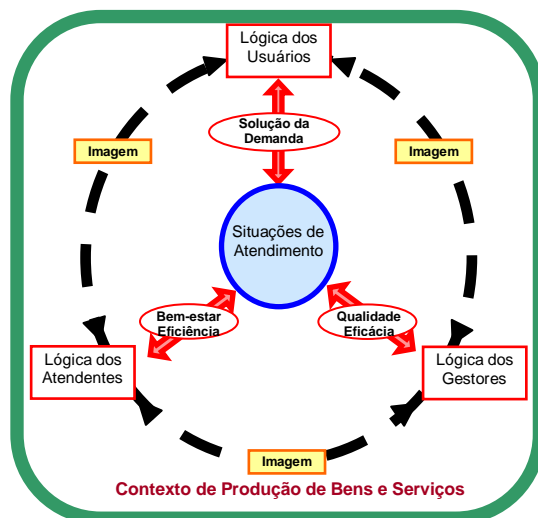 Lógica dos
Usuários
Solução da
Demanda
Imagem
Imagem
Situações de
Atendimento
Bem-estar
Eficiência
Qualidade
Eficácia
Lógica dos
Atendentes
Lógica dos
Gestores
Imagem
Contexto de Produção de Bens e Serviços